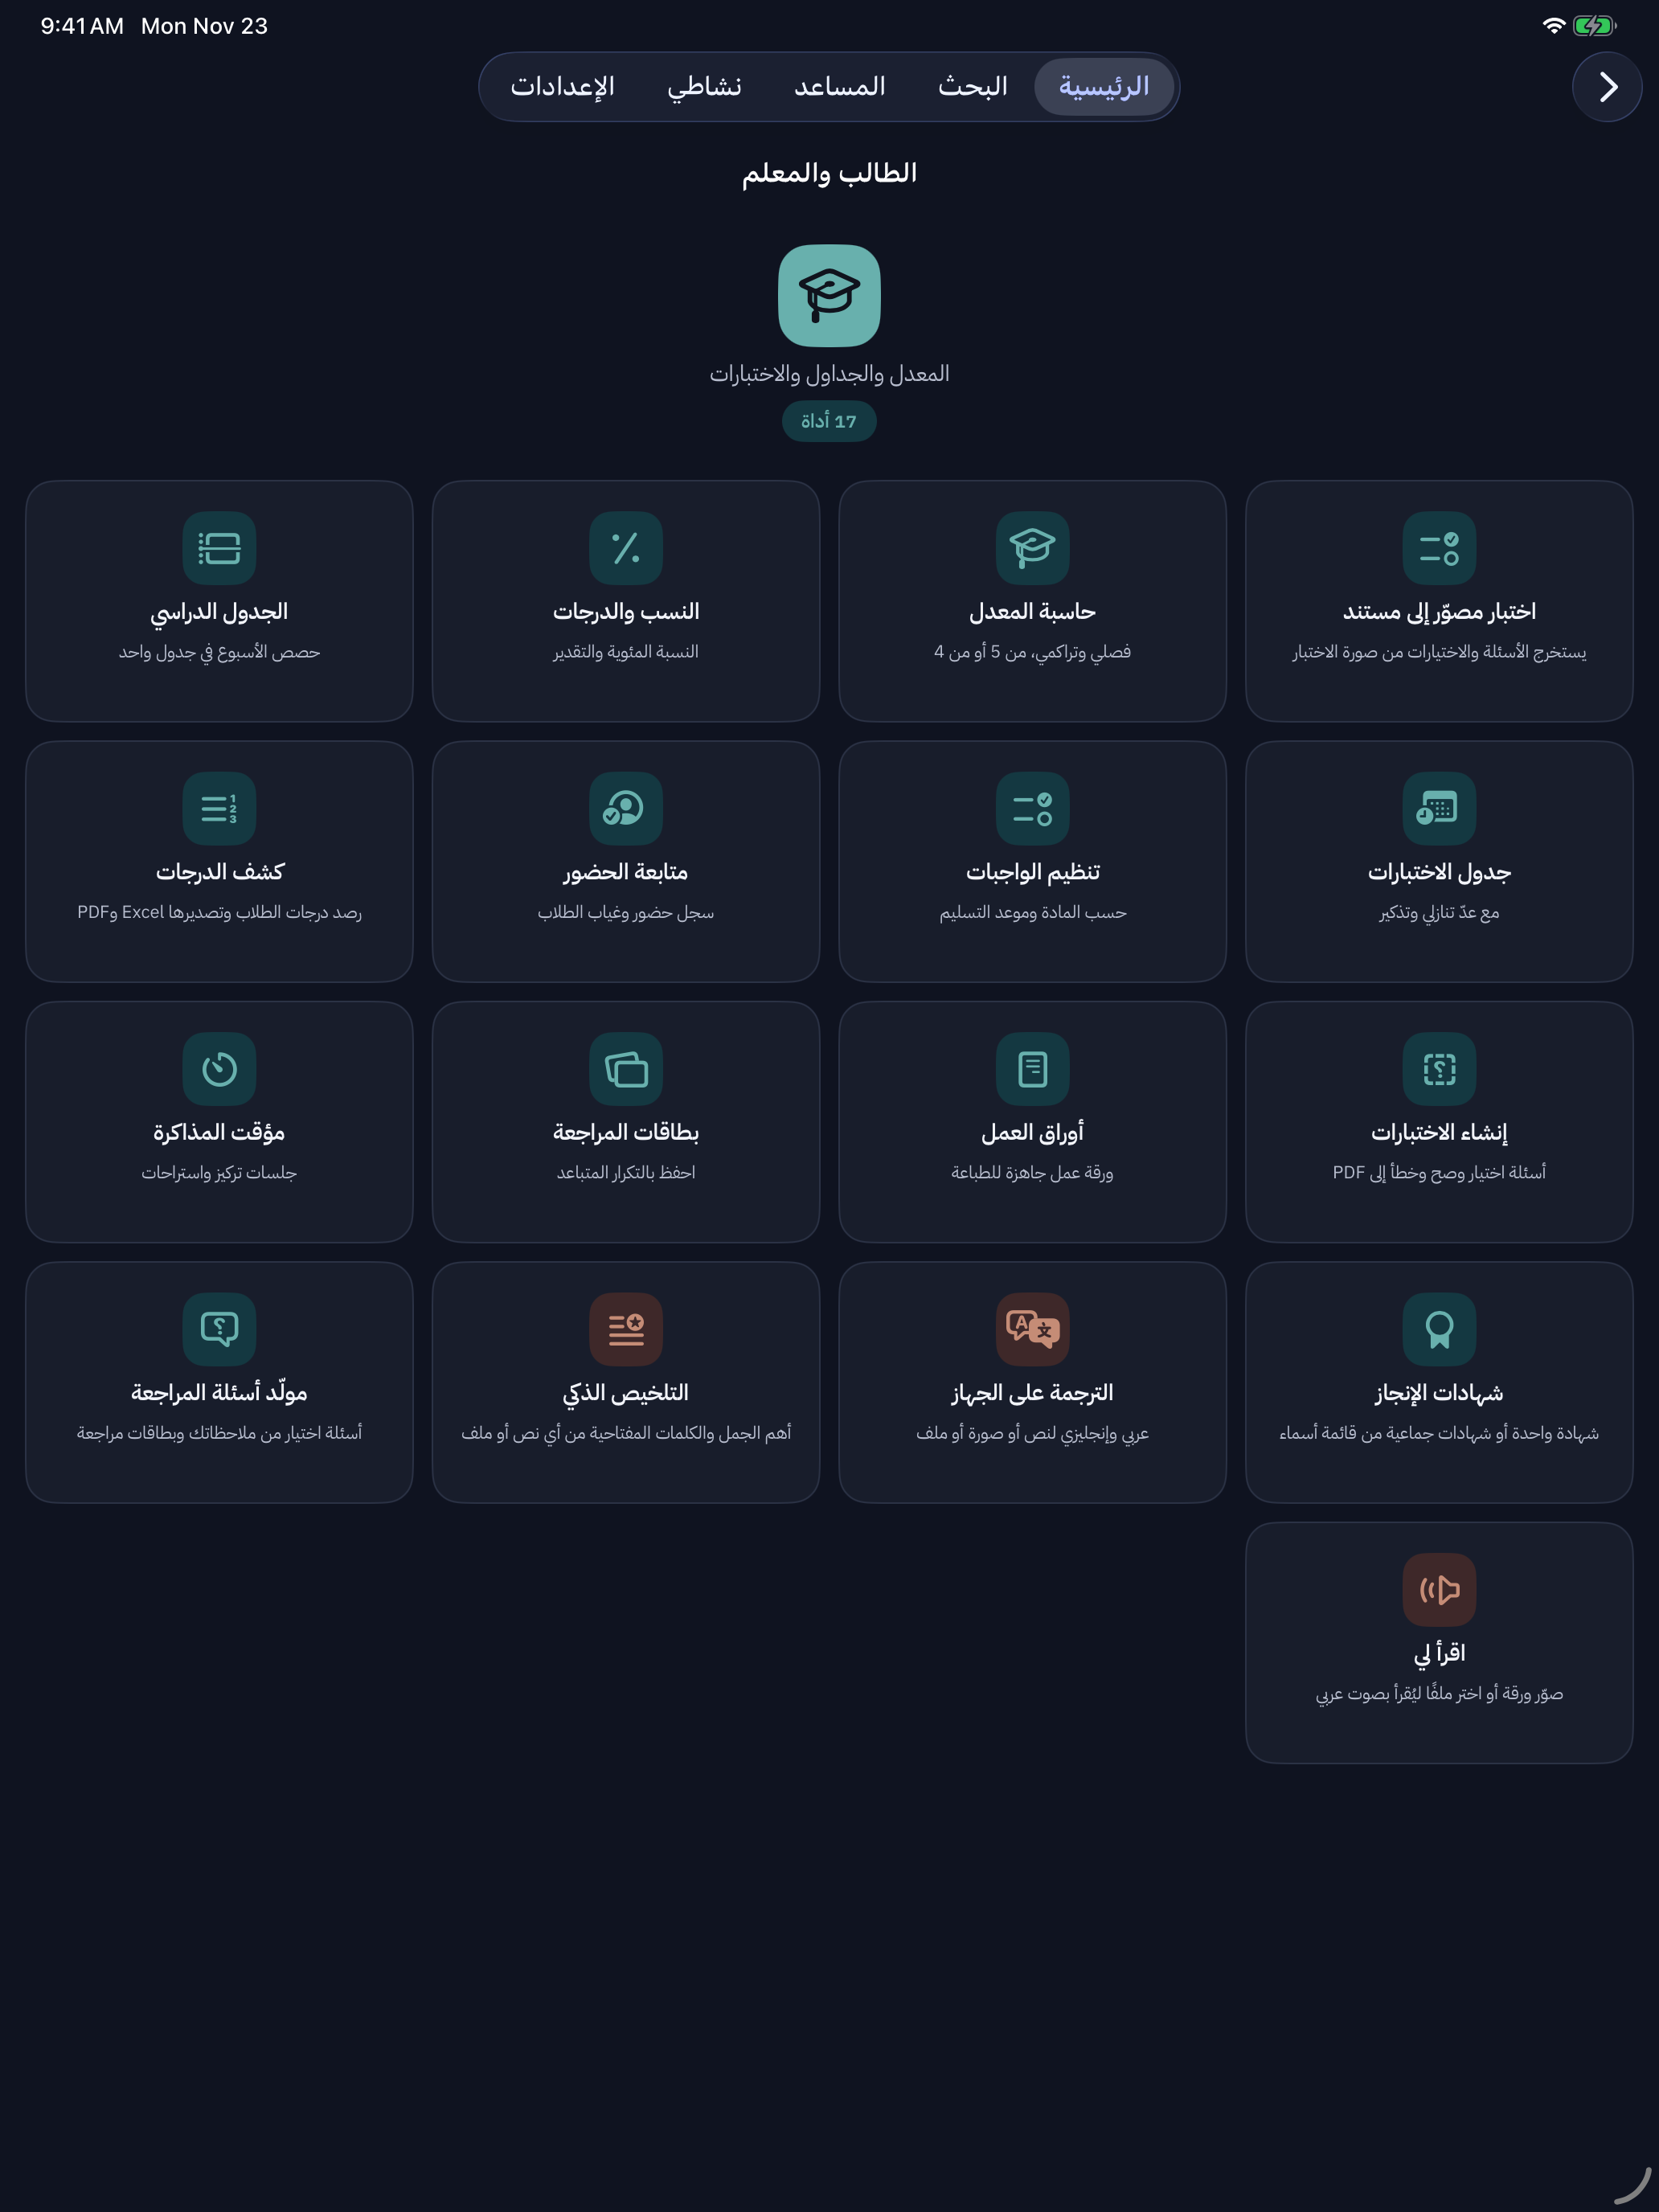 9:41 AM Mon Nov 23
الرئيسية البحث المساعد نشاطي الإعدادات
الطالب والمعلم
المعدل والجداول والاختبارات
17 أداة
اختبار مصوّر إلى مستند
يستخرج الأسئلة والاختيارات من صورة الاختبار
حاسبة المعدل
فصلي وتراكمي، من 5 أو من 4
النسب والدرجات
النسبة المئوية والتقدير
الجدول الدراسي
حصص الأسبوع في جدول واحد
جدول الاختبارات
مع عدّ تنازلي وتذكير
تنظيم الواجبات
حسب المادة وموعد التسليم
متابعة الحضور
سجل حضور وغياب الطلاب
كشف الدرجات
رصد درجات الطلاب وتصديرها Excel وPDF
إنشاء الاختبارات
أسئلة اختيار وصح وخطأ إلى PDF
أوراق العمل
ورقة عمل جاهزة للطباعة
بطاقات المراجعة
احفظ بالتكرار المتباعد
مؤقت المذاكرة
جلسات تركيز واستراحات
شهادات الإنجاز
شهادة واحدة أو شهادات جماعية من قائمة أسماء
الترجمة على الجهاز
عربي وإنجليزي لنص أو صورة أو ملف
التلخيص الذكي
أهم الجمل والكلمات المفتاحية من أي نص أو ملف
مولّد أسئلة المراجعة
أسئلة اختيار من ملاحظاتك وبطاقات مراجعة
اقرأ لي
صوّر ورقة أو اختر ملفًا ليُقرأ بصوت عربي